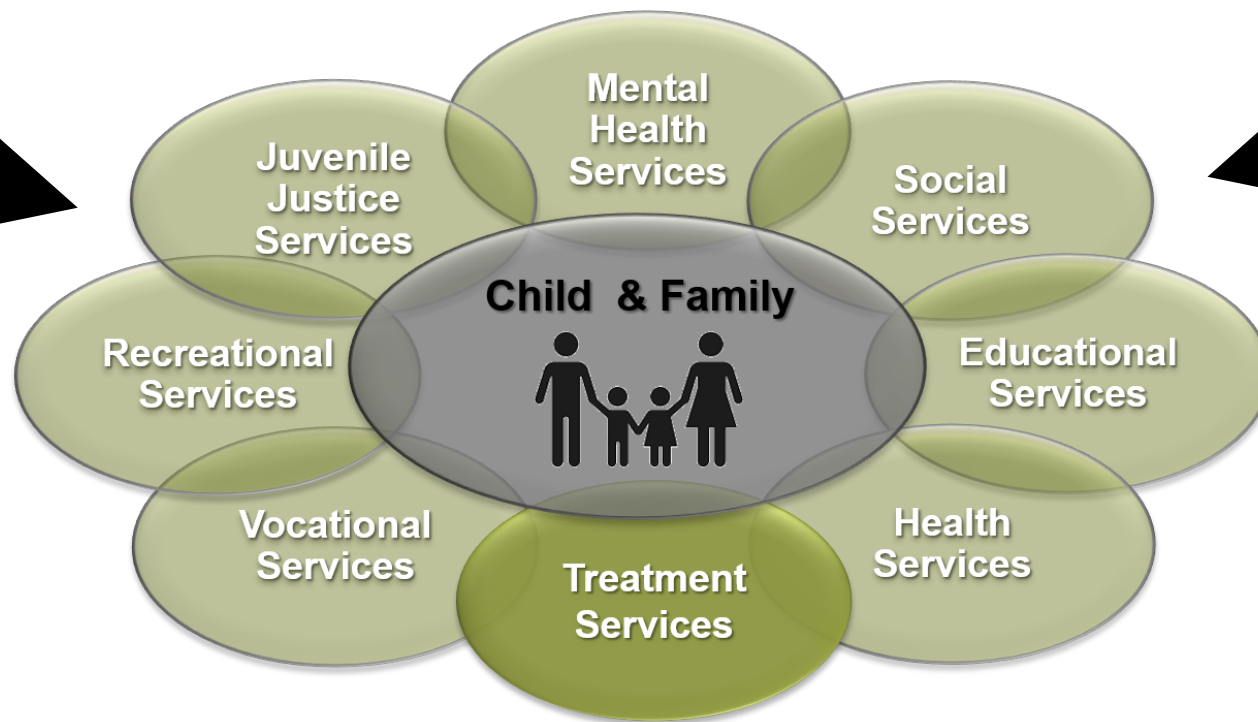 Mental
Health
Services
Juvenile
Justice
Services
Social
Services
Child & Family
Recreational
Services
Educational
Services
Vocational
Services
Health
Services
Treatment
Services